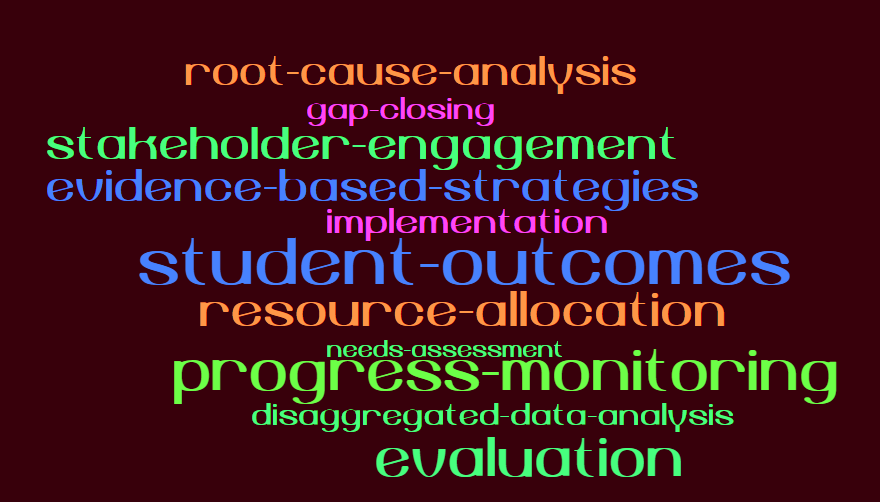 root-cause-analysis
gap-closing
stakeholder-engagement
evidence-based-strategies
implementation
student-outcomes
resource-allocation
needs-assessment
progress-monitoring
disaggregated-data-analysis
evaluation